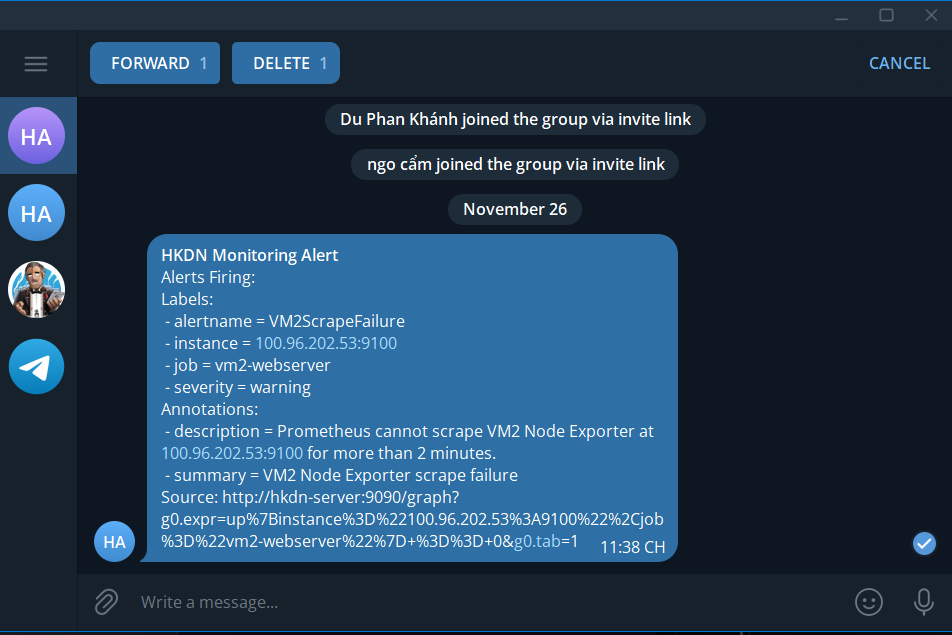 FORWARD 1 DELETE 1 CANCEL
HA
HA
Du Phan Khánh joined the group via invite link
ngo cẩm joined the group via invite link
November 26
HKDN Monitoring Alert
Alerts Firing:
Labels:
- alertname = VM2ScrapeFailure
- instance = 100.96.202.53:9100
- job = vm2-webserver
- severity = warning
Annotations:
- description = Prometheus cannot scrape VM2 Node Exporter at
100.96.202.53:9100 for more than 2 minutes.
- summary = VM2 Node Exporter scrape failure
Source: http://hkdn-server:9090/graph?
g0.expr=up%7Binstance%3D%22100.96.202.53%3A9100%22%2Cjob
%3D%22vm2-webserver%22%7D+%3D%3D+0&g0.tab=1
11:38 CH
HA
Write a message...